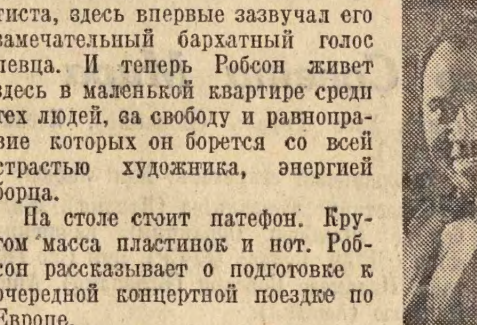 тиста, здесь впервые зазвучал его
замечательный бархатный голос
певца. И теперь Робсон живет
здесь в маленькой квартире среди
тех людей, за свободу и равнопра-
вие которых он борется со всей
страстью художника, энергией
борца.
На столе стоит патефон. Кру-
гом масса пластинок и нот. Роб-
сон рассказывает о подготовке к
очередной концертной поездке по
Европе.